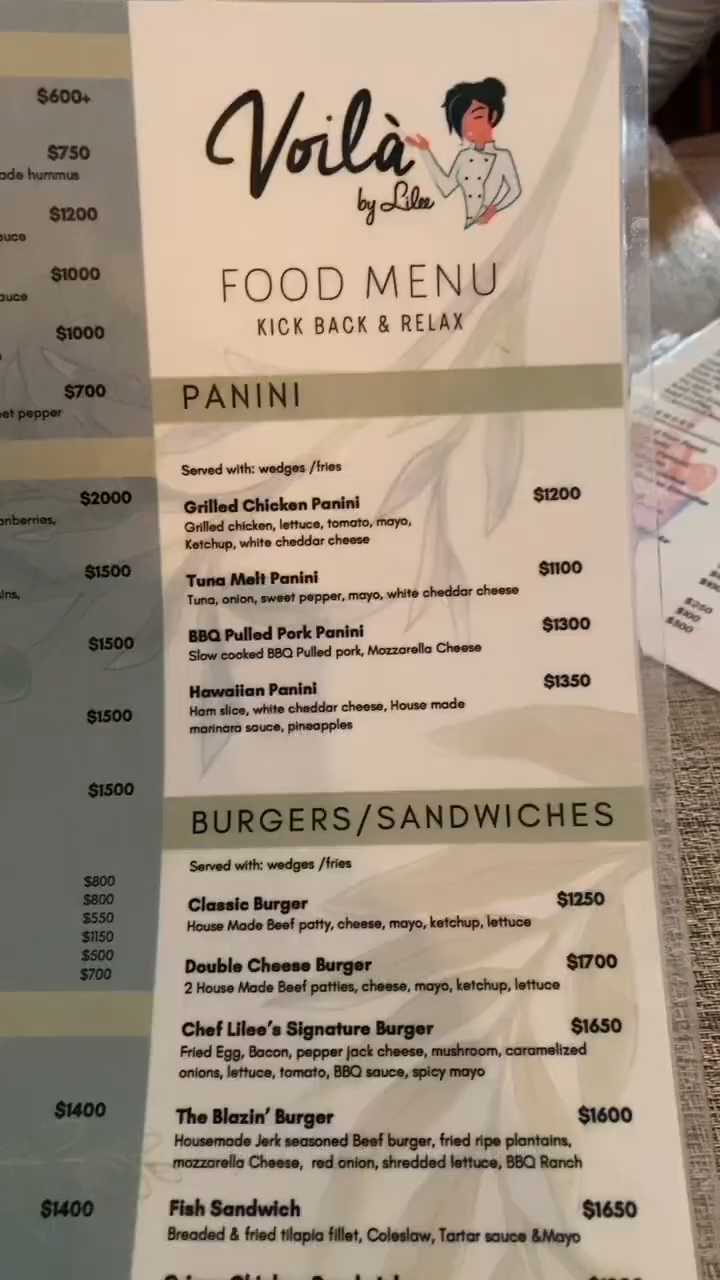 $600+
$750
ade hummus
$1200
auce
$1000
auce
$1000
$700
eet pepper
$2000
anberries,
$1500
ins,
$1500
$1500
$1500
$800
$800
$550
$1150
$500
$700
$1400
$1400
Voilà
by Lilee
FOOD MENU
KICK BACK & RELAX
PANINI
Served with: wedges /fries
Grilled Chicken Panini $1200
Grilled chicken, lettuce, tomato, mayo,
Ketchup, white cheddar cheese
Tuna Melt Panini $1100
Tuna, onion, sweet pepper, mayo, white cheddar cheese
BBQ Pulled Pork Panini $1300
Slow cooked BBQ Pulled pork, Mozzarella Cheese
Hawaiian Panini $1350
Ham slice, white cheddar cheese, House made
marinara sauce, pineapples
BURGERS/SANDWICHES
Served with: wedges /fries
Classic Burger $1250
House Made Beef patty, cheese, mayo, ketchup, lettuce
Double Cheese Burger $1700
2 House Made Beef patties, cheese, mayo, ketchup, lettuce
Chef Lilee's Signature Burger $1650
Fried Egg, Bacon, pepper jack cheese, mushroom, caramelized
onions, lettuce, tomato, BBQ sauce, spicy mayo
The Blazin' Burger $1600
Housemade Jerk seasoned Beef burger, fried ripe plantains,
mozzarella Cheese, red onion, shredded lettuce, BBQ Ranch
Fish Sandwich $1650
Breaded & fried tilapia fillet, Coleslaw, Tartar sauce &Mayo
$250
$100
$500